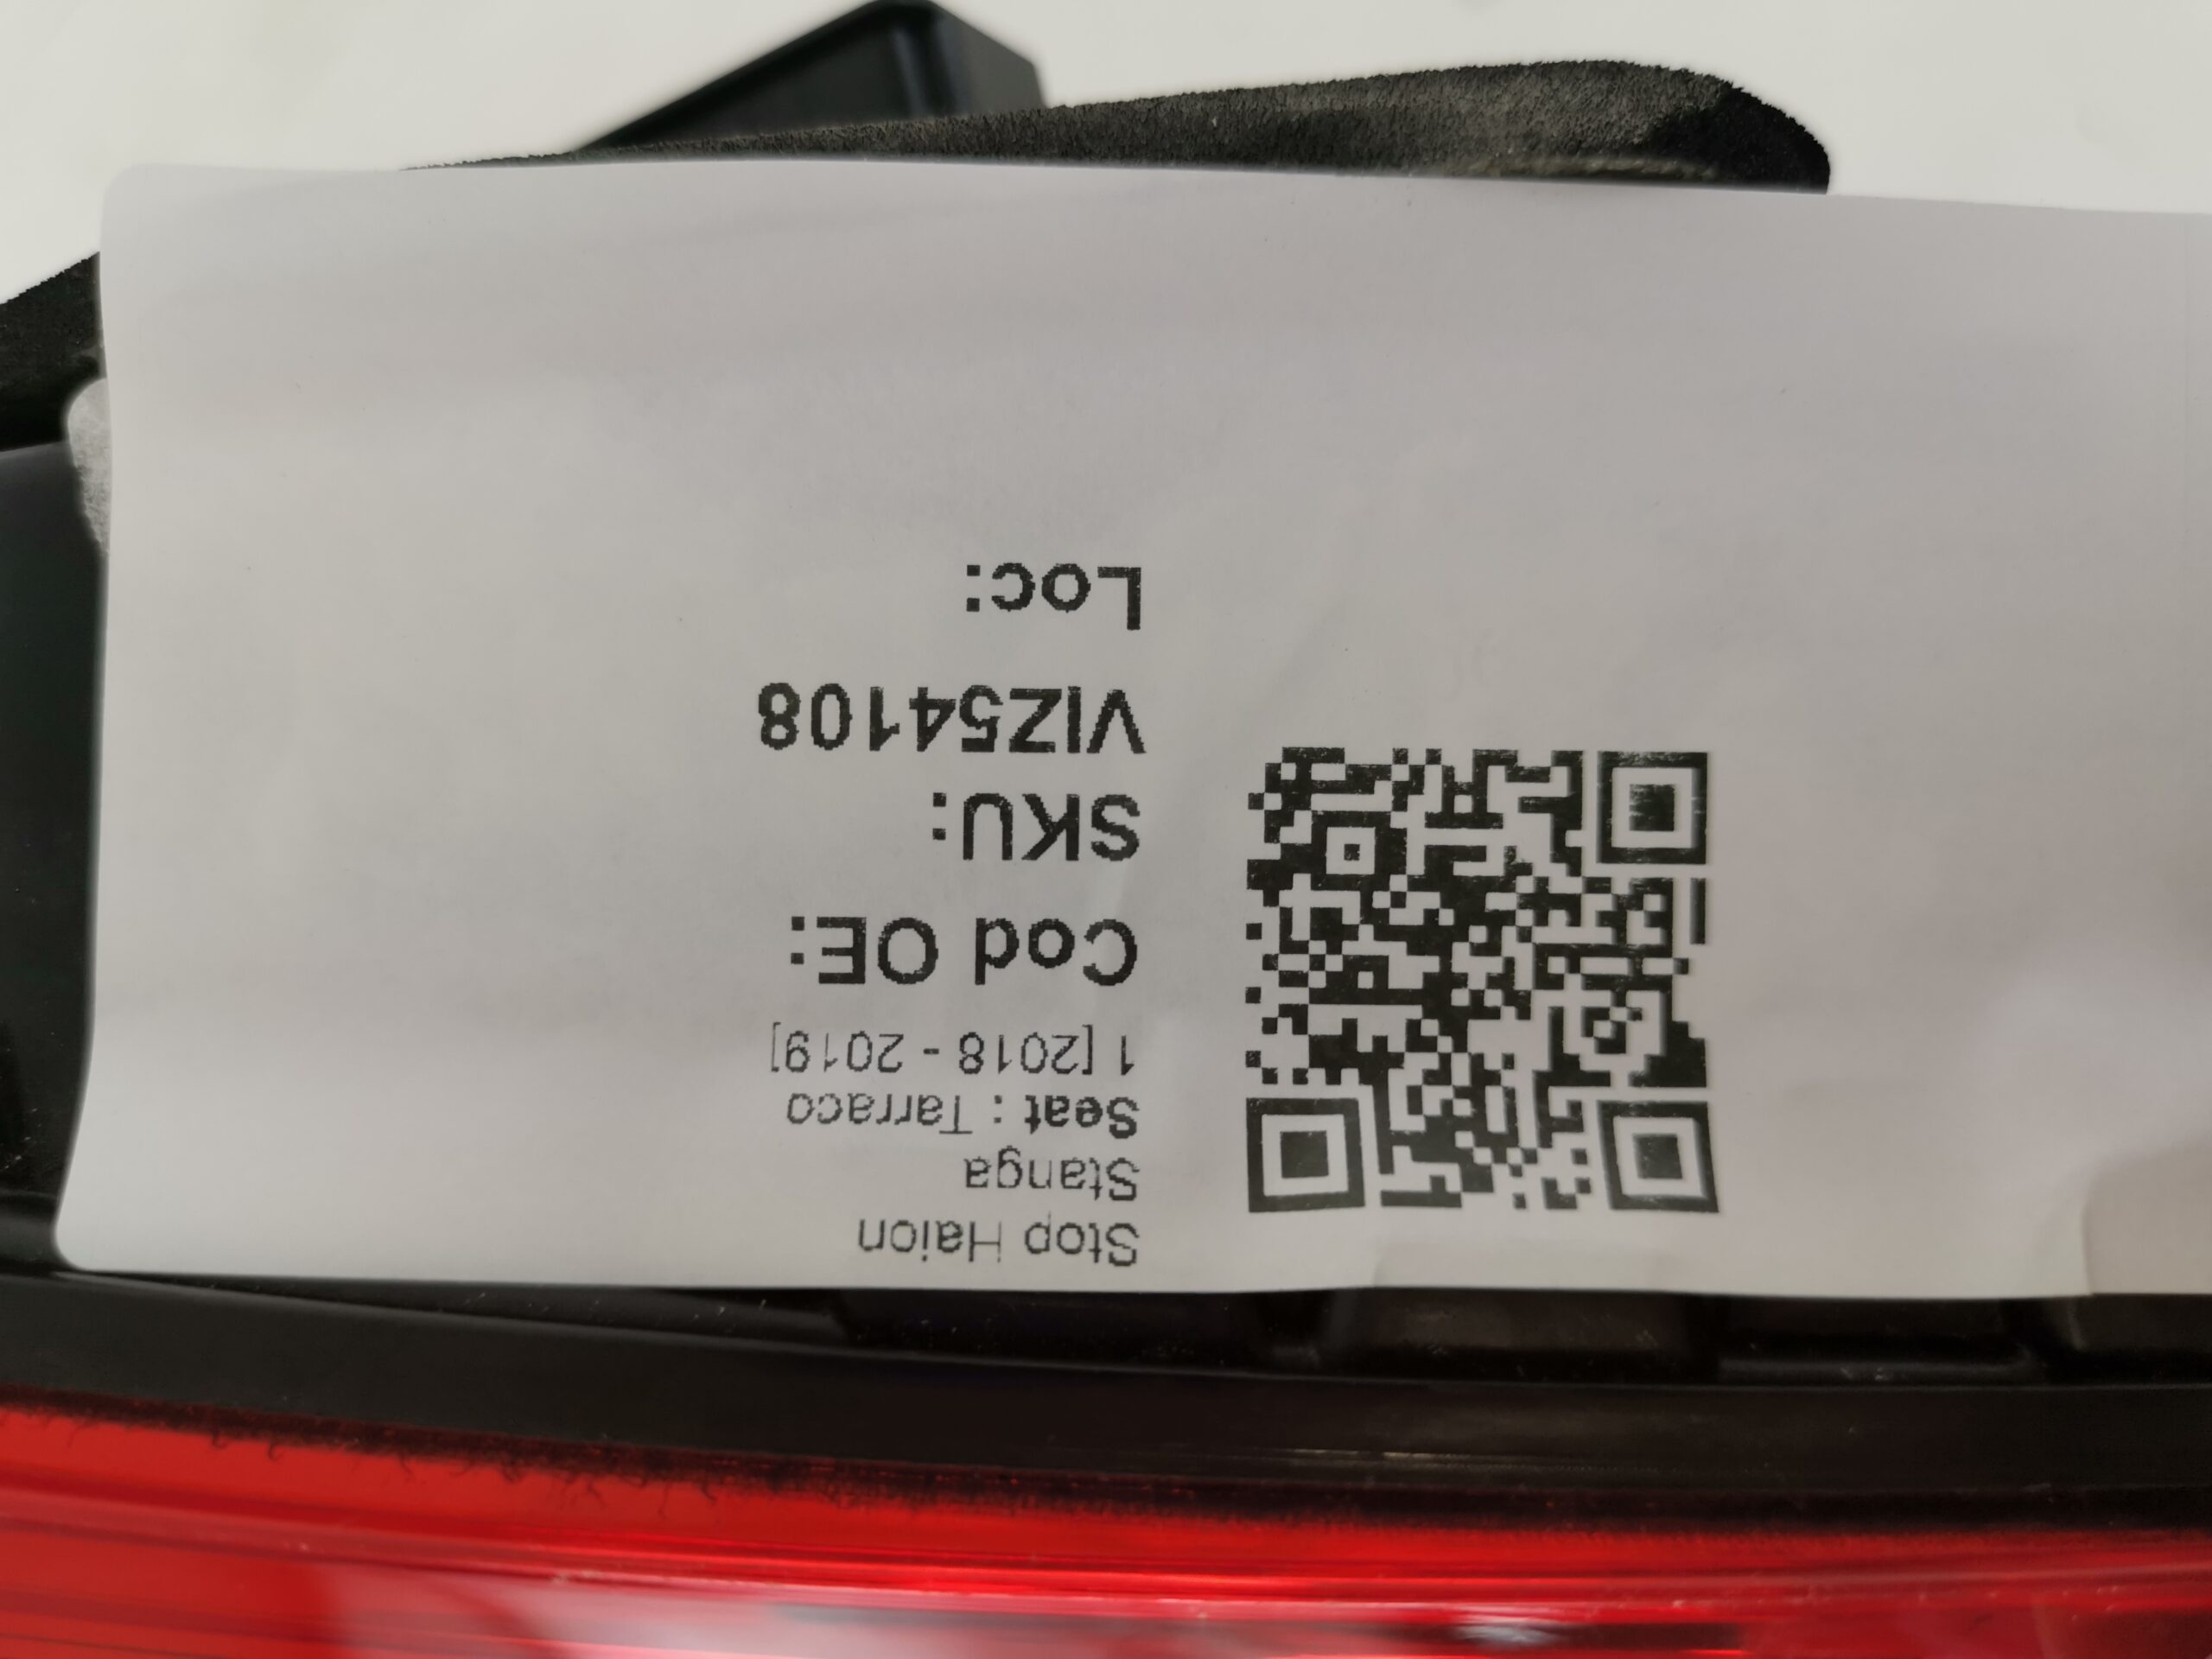 Stop Haion
Stanga
Seat : Tarraco
1 [2018 - 2019]
Cod OE:
SKU:
VIZ54108
Loc: